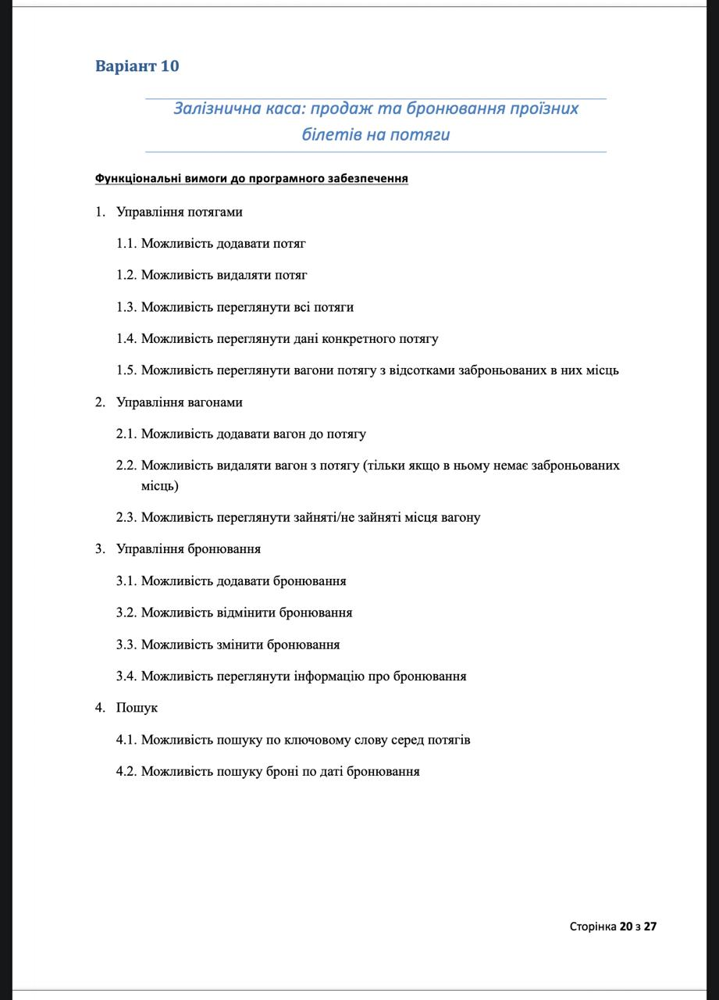 Варіант 10
Залізнична каса: продаж та бронювання проїзних
білетів на потяги
Функціональні вимоги до програмного забезпечення
1. Управління потягами
1.1. Можливість додавати потяг
1.2. Можливість видаляти потяг
1.3. Можливість переглянути всі потяги
1.4. Можливість переглянути дані конкретного потягу
1.5. Можливість переглянути вагони потягу з відсотками заброньованих в них місць
2. Управління вагонами
2.1. Можливість додавати вагон до потягу
2.2. Можливість видаляти вагон з потягу (тільки якщо в ньому немає заброньованих
місць)
2.3. Можливість переглянути зайняті/не зайняті місця вагону
3. Управління бронювання
3.1. Можливість додавати бронювання
3.2. Можливість відмінити бронювання
3.3. Можливість змінити бронювання
3.4. Можливість переглянути інформацію про бронювання
4. Пошук
4.1. Можливість пошуку по ключовому слову серед потягів
4.2. Можливість пошуку броні по даті бронювання
Сторінка 20 з 27